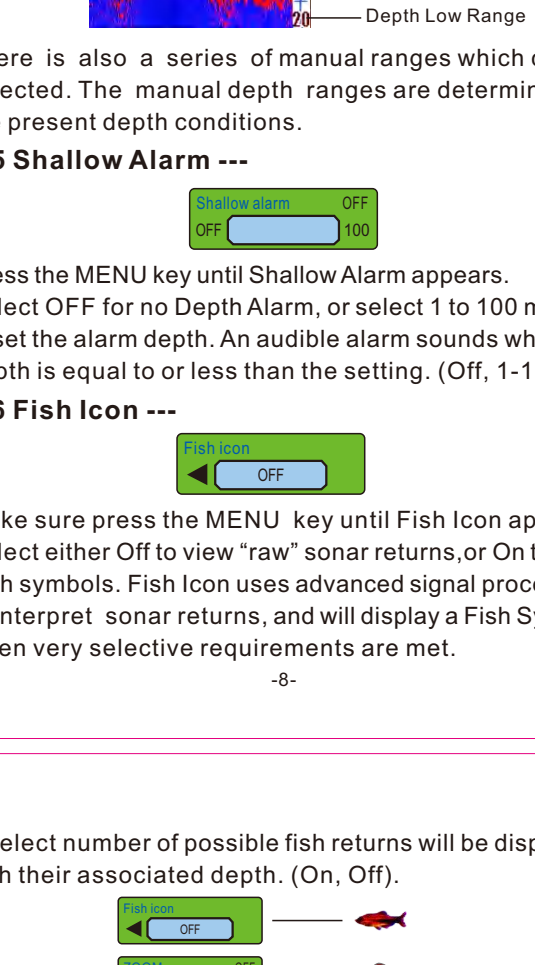 20 Depth Low Range
ere is also a series of manual ranges which
ected. The manual depth ranges are determin
present depth conditions.
5 Shallow Alarm ---
Shallow alarm OFF
OFF 100
ess the MENU key until Shallow Alarm appears.
lect OFF for no Depth Alarm, or select 1 to 100 m
set the alarm depth. An audible alarm sounds wh
pth is equal to or less than the setting. (Off, 1-1
6 Fish Icon ---
Fish icon
OFF
ke sure press the MENU key until Fish Icon ap
lect either Off to view “raw” sonar returns,or On t
h symbols. Fish Icon uses advanced signal proc
nterpret sonar returns, and will display a Fish Sy
en very selective requirements are met.
-8-
elect number of possible fish returns will be disp
h their associated depth. (On, Off).
Fish icon
OFF
ZOOM OFF